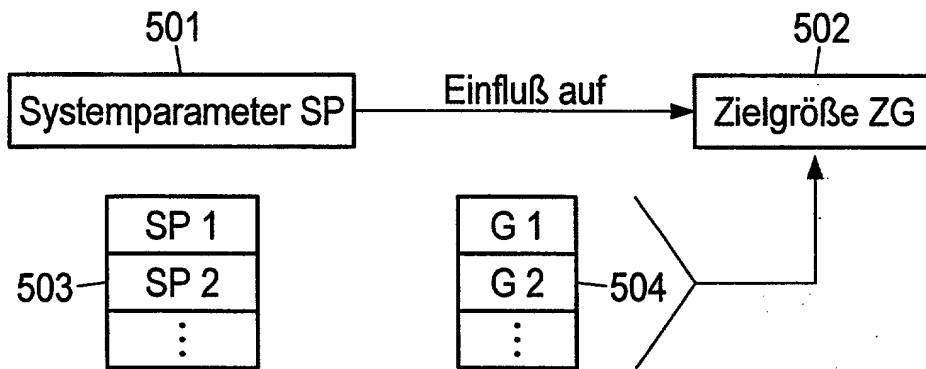 501
502
Systemparameter SP
Einfluß auf
Zielgröße ZG
SP 1
G 1
503
SP 2
G 2
504
⋮
⋮